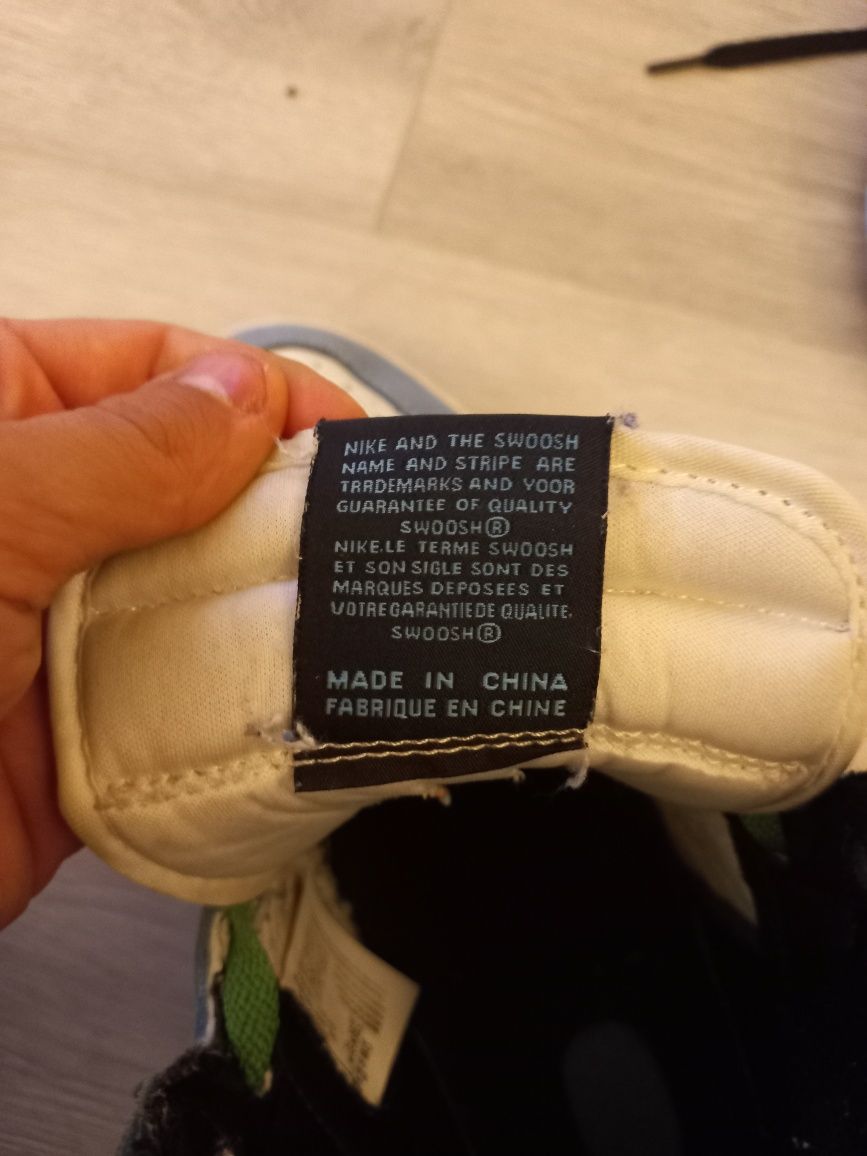 NIKE AND THE SWOOSH
NAME AND STRIPE ARE
TRRDEMARKS AND YOOR
GUARANTEE OF QUALITY
SWOOSH®
NIKE.LE TERME SWOOSH
ET SON SIGLE SONT DES
MARQUES DEPOSEES ET
VOTREGARANTIEDE QUALITE.
SWOOSH®
MADE IN CHINA
FABRIQUE EN CHINE